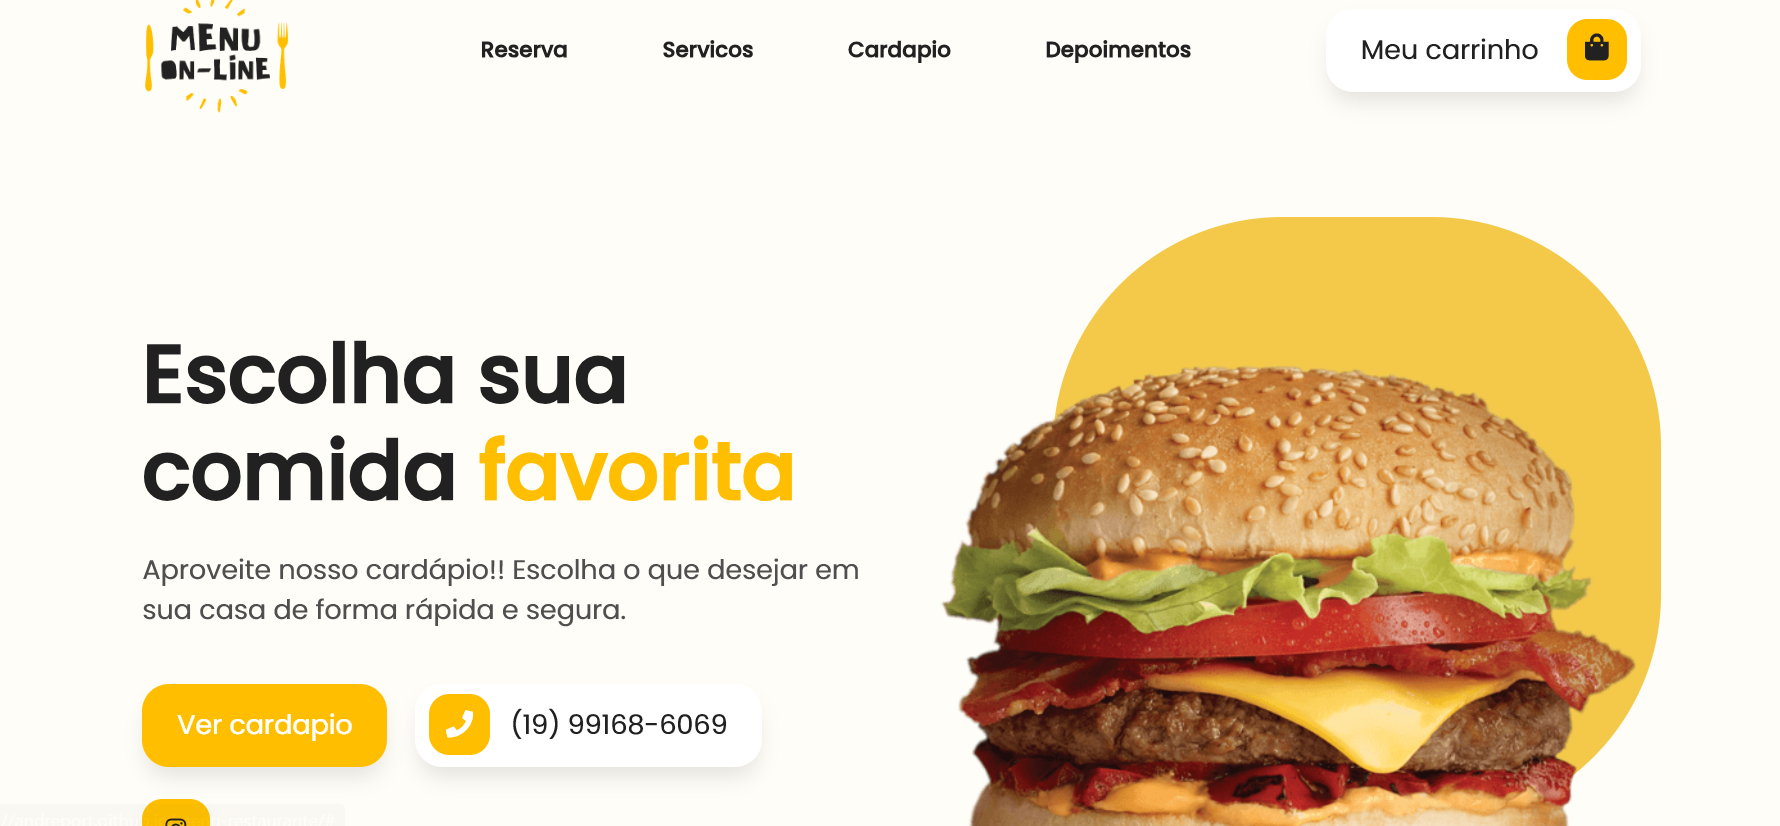 MENU
ON-LINE
Reserva
Servicos
Cardapio
Depoimentos
Meu carrinho
Escolha sua
comida favorita
Aproveite nosso cardápio!! Escolha o que desejar em
sua casa de forma rápida e segura.
Ver cardapio
(19) 99168-6069